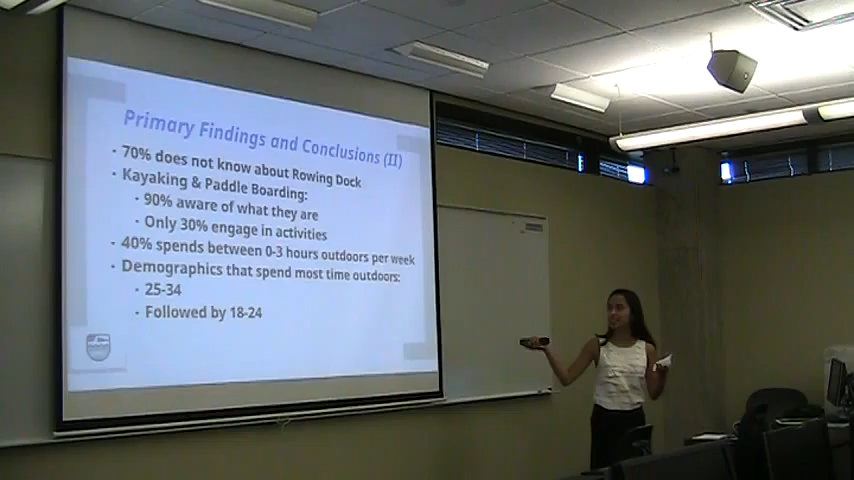 Primary Findings and Conclusions (II)
• 70% does not know about Rowing Dock
• Kayaking & Paddle Boarding:
• 90% aware of what they are
• Only 30% engage in activities
• 40% spends between 0-3 hours outdoors per week
• Demographics that spend most time outdoors:
• 25-34
• Followed by 18-24